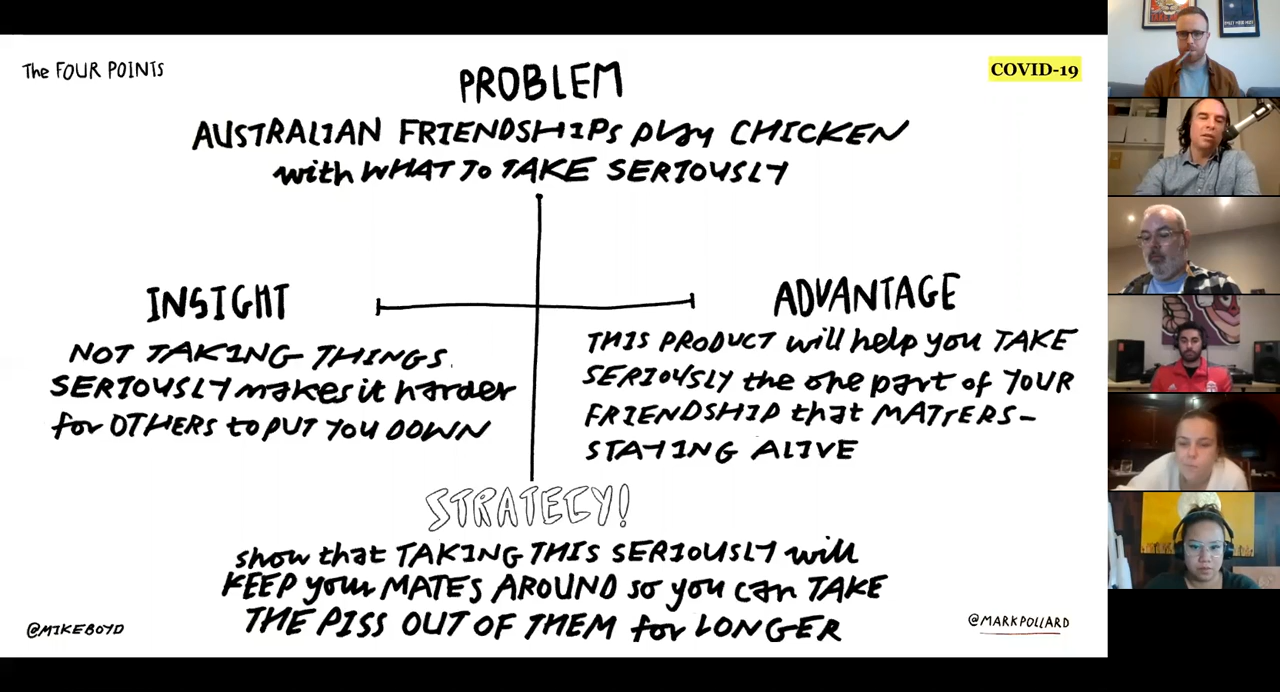 The FOUR POINTS
COVID-19
PROBLEM
AUSTRALIAN FRIENDSHIPS play CHICKEN
with WHAT TO TAKE SERIOUSLY
INSIGHT
NOT TAKING THINGS
SERIOUSLY makes it harder
for OTHERS to PUT YOU DOWN
ADVANTAGE
THIS PRODUCT will help you TAKE
SERIOUSLY the one part of YOUR
FRIENDSHIP that MATTERS–
STAYING ALIVE
STRATEGY!
show that TAKING THIS SERIOUSLY will
KEEP your MATES AROUND so you can TAKE
THE PISS OUT OF THEM for LONGER
@MIKEBOYD
@MARKPOLLARD